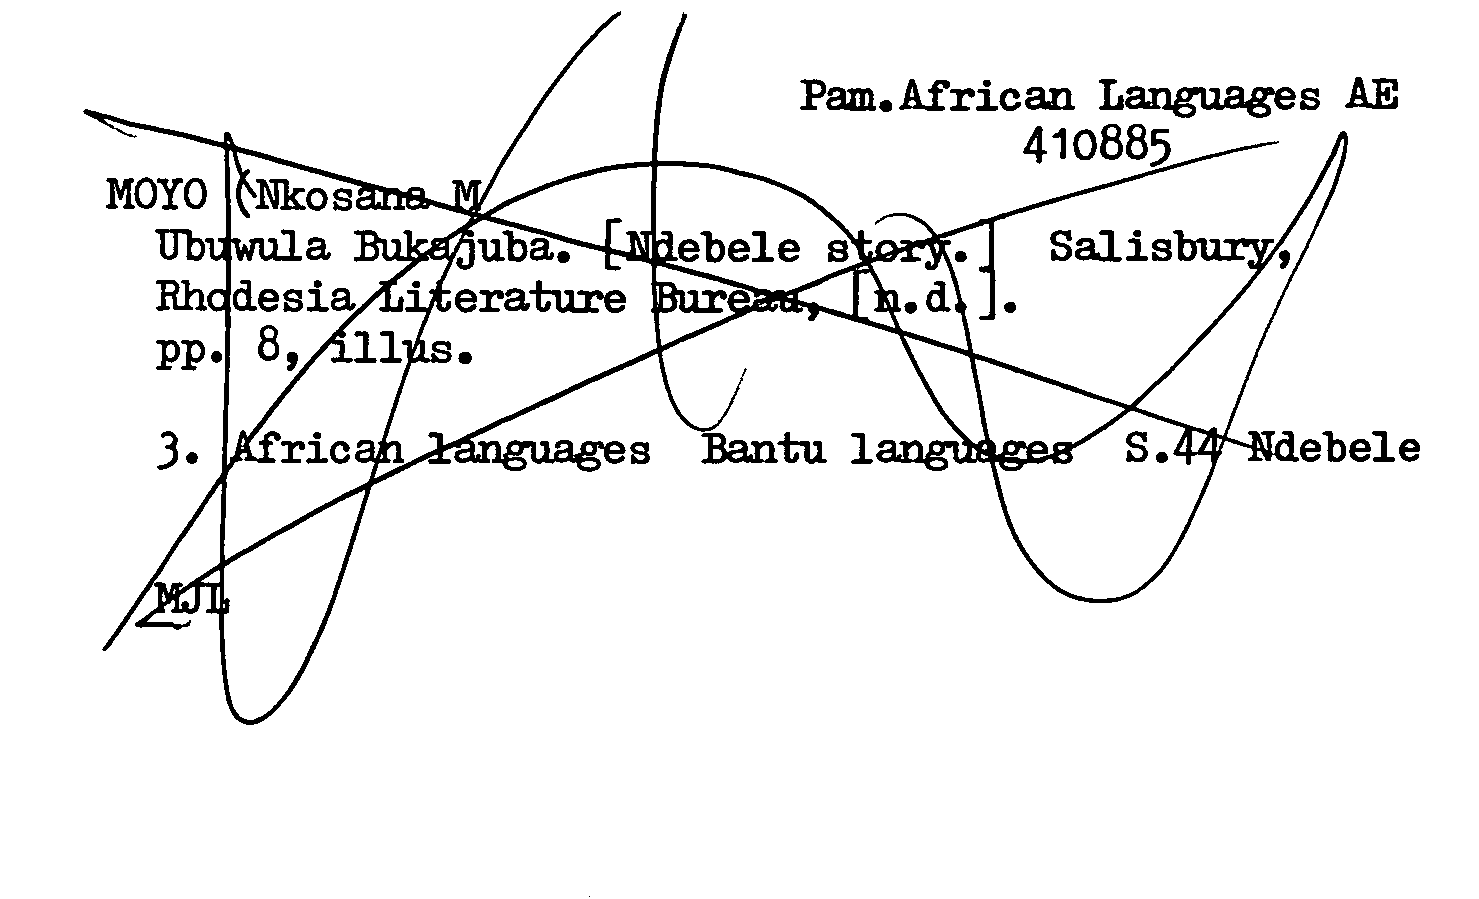 Pam.African Languages AE
410885
MOYO (Nkosana M
Ubuwula Bukajuba. [Ndebele story.] Salisbury,
Rhodesia Literature Bureau, [n.d.].
pp. 8, illus.
3. African languages Bantu languages S.44 Ndebele
MJL